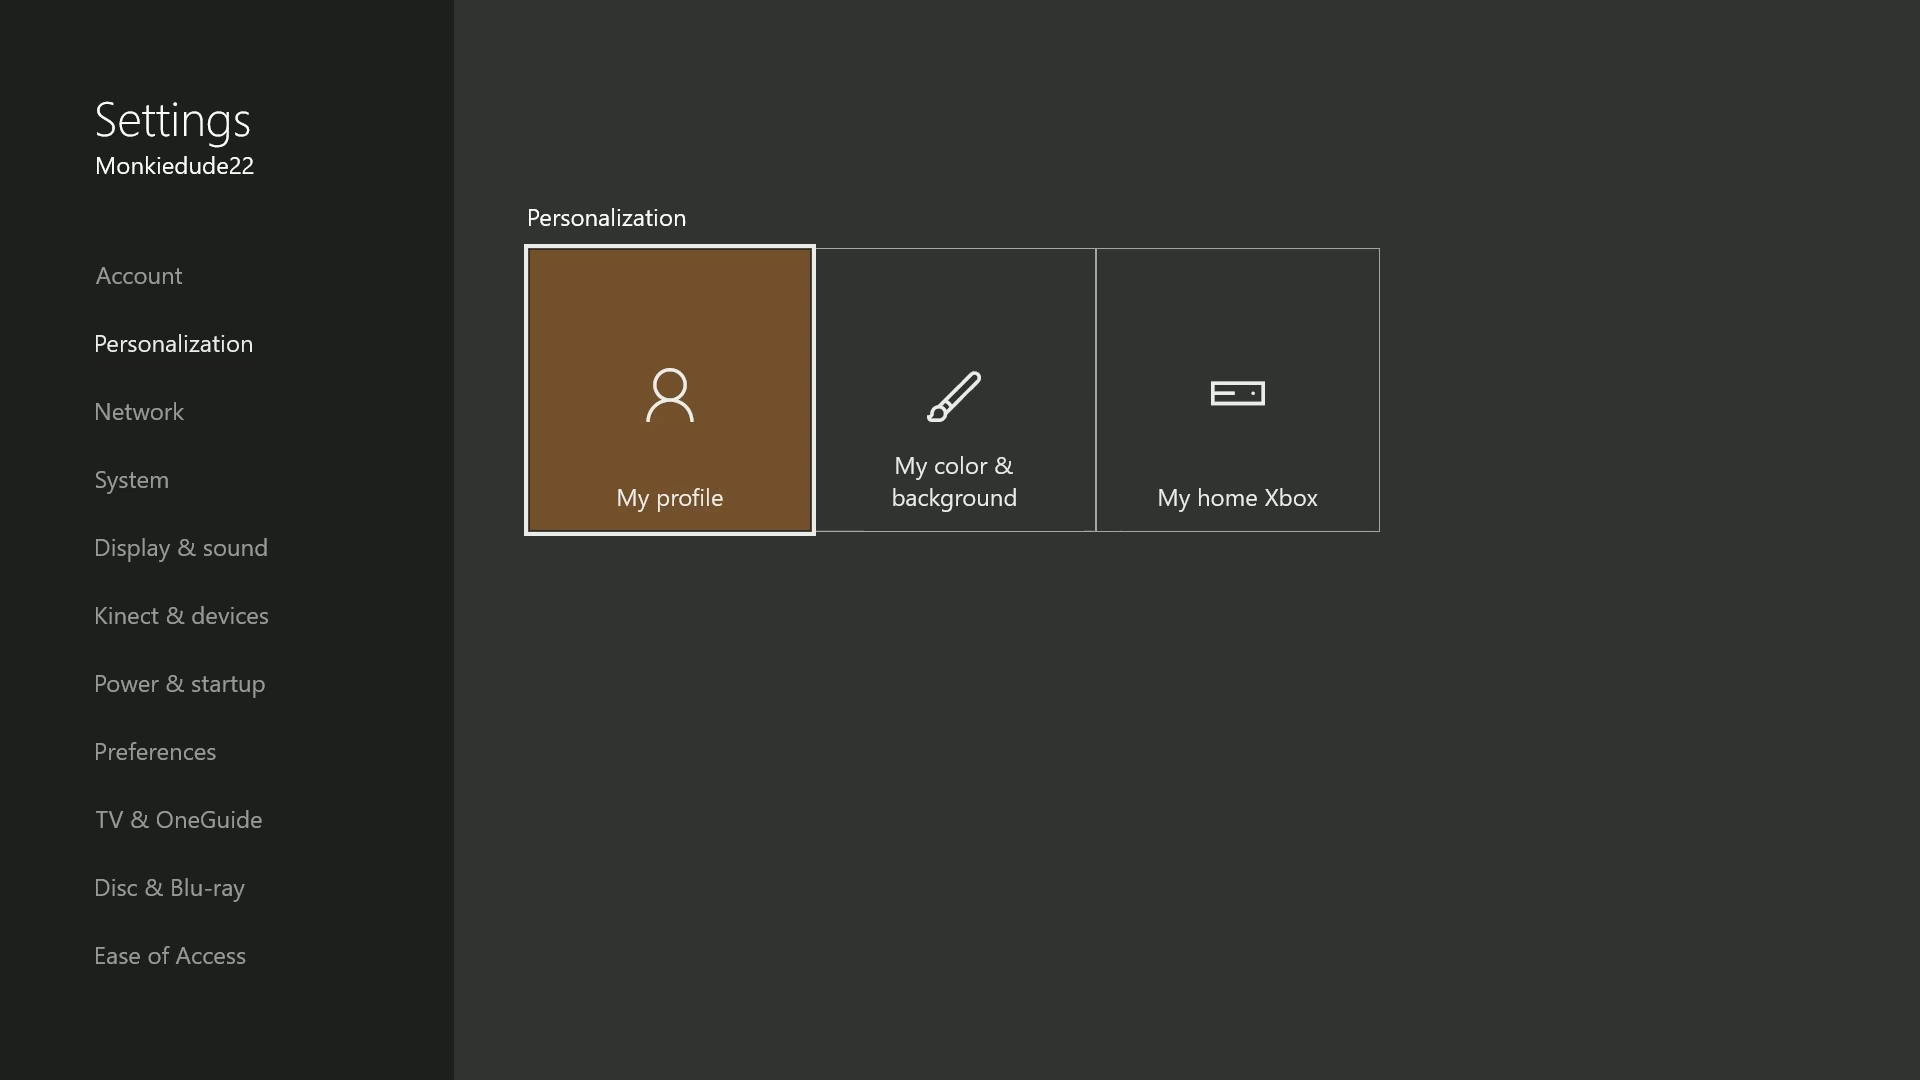 Settings
Monkiedude22
Account
Personalization
Network
System
Display & sound
Kinect & devices
Power & startup
Preferences
TV & OneGuide
Disc & Blu-ray
Ease of Access
Personalization
My profile
My color &
background
My home Xbox